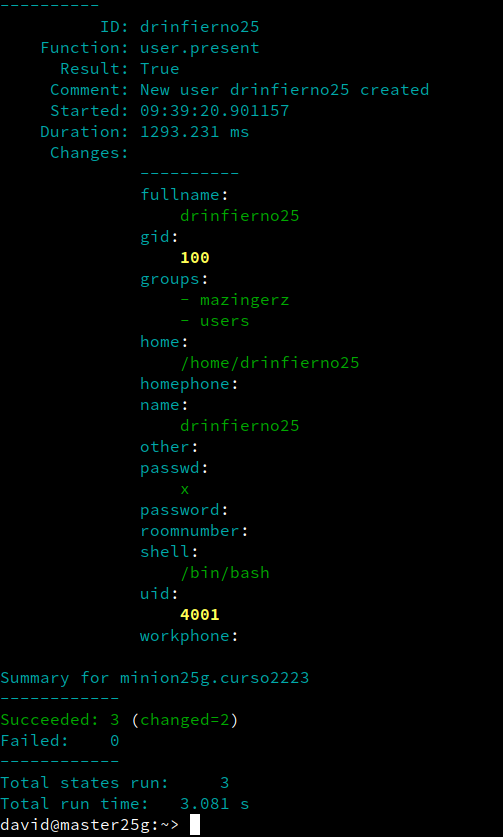 ----------
          ID: drinfierno25
    Function: user.present
      Result: True
     Comment: New user drinfierno25 created
     Started: 09:39:20.901157
    Duration: 1293.231 ms
     Changes:
              ----------
              fullname:
                  drinfierno25
              gid:
                  100
              groups:
                  - mazingerz
                  - users
              home:
                  /home/drinfierno25
              homephone:
              name:
                  drinfierno25
              other:
              passwd:
                  x
              password:
              roomnumber:
              shell:
                  /bin/bash
              uid:
                  4001
              workphone:
Summary for minion25g.curso2223
------------
Succeeded: 3 (changed=2)
Failed:    0
------------
Total states run:     3
Total run time:   3.081 s
david@master25g:~>